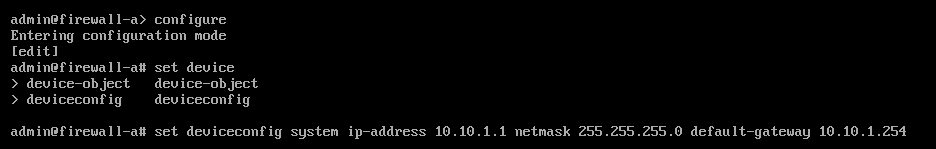 admin@firewall-a> configure
Entering configuration mode
[edit]
admin@firewall-a# set device
> device-object   device-object
> deviceconfig    deviceconfig
admin@firewall-a# set deviceconfig system ip-address 10.10.1.1 netmask 255.255.255.0 default-gateway 10.10.1.254